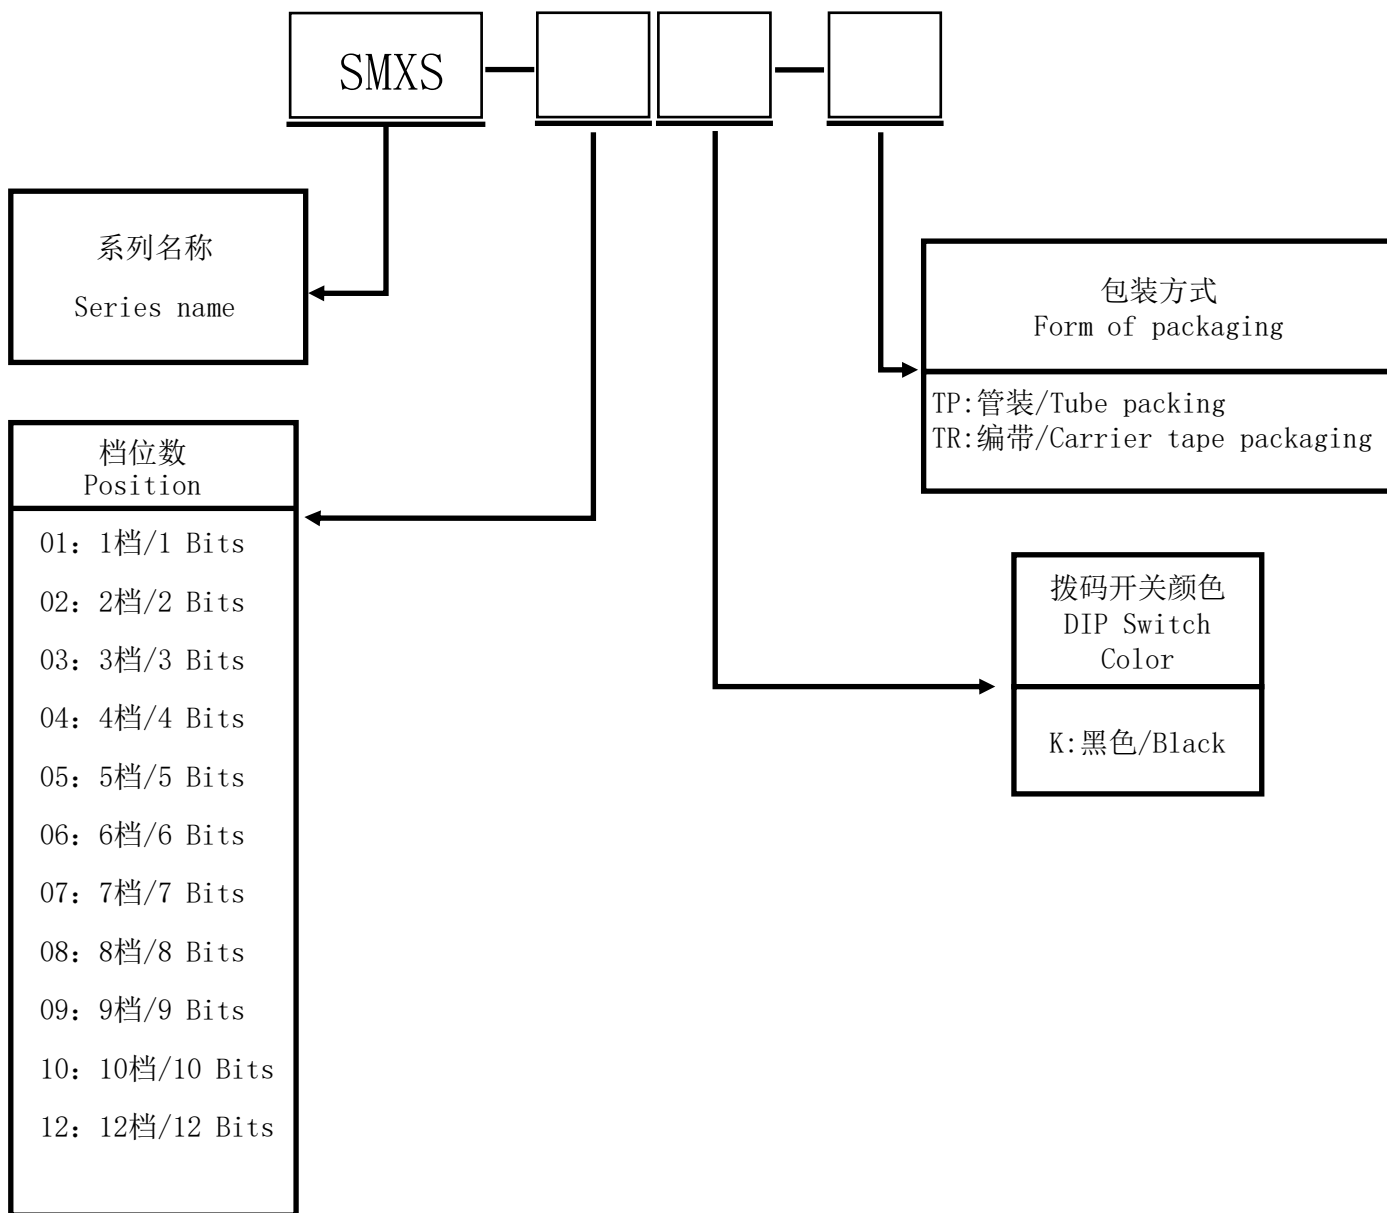 SMXS
系列名称
Series name
包装方式
Form of packaging
TP:管装/Tube packing
TR:编带/Carrier tape packaging
档位数
Position
01：1档/1 Bits
02：2档/2 Bits
03：3档/3 Bits
04：4档/4 Bits
05：5档/5 Bits
06：6档/6 Bits
07：7档/7 Bits
08：8档/8 Bits
09：9档/9 Bits
10：10档/10 Bits
12：12档/12 Bits
拨码开关颜色
DIP Switch
Color
K:黑色/Black